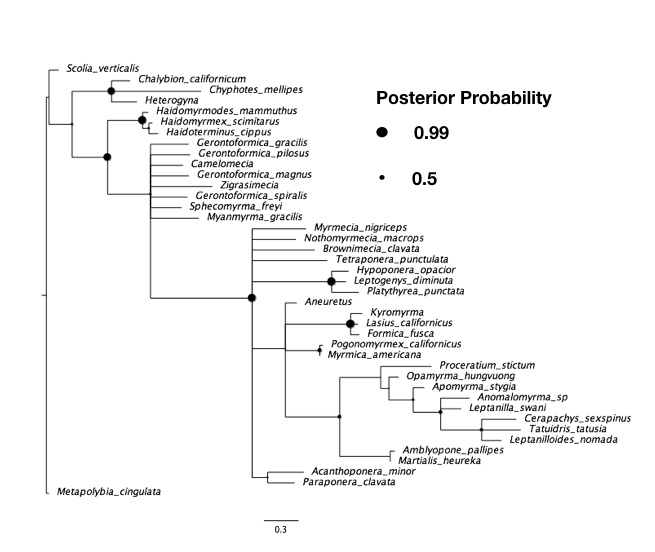 Scolia_verticalis
Chalybion_californicum
Chyphotes_mellipes
Heterogyna
Haidomyrmodes_mammuthus
Haidomyrmex_scimitarus
Haidoterminus_cippus
Gerontoformica_gracilis
Gerontoformica_pilosus
Camelomecia
Gerontoformica_magnus
Zigrasimecia
Gerontoformica_spiralis
Sphecomyrma_freyi
Myanmyrma_gracilis
Posterior Probability
0.99
0.5
Myrmecia_nigriceps
Nothomyrmecia_macrops
Brownimecia_clavata
Tetraponera_punctulata
Hypoponera_opacior
Leptogenys_diminuta
Platythyrea_punctata
Aneuretus
Kyromyrma
Lasius_californicus
Formica_fusca
Pogonomyrmex_californicus
Myrmica_americana
Proceratium_stictum
Opamyrma_hungvuong
Apomyrma_stygia
Anomalomyrma_sp
Leptanilla_swani
Cerapachys_sexspinus
Tatuidris_tatusia
Leptanilloides_nomada
Amblyopone_pallipes
Martialis_heureka
Acanthoponera_minor
Paraponera_clavata
Metapolybia_cingulata
0.3